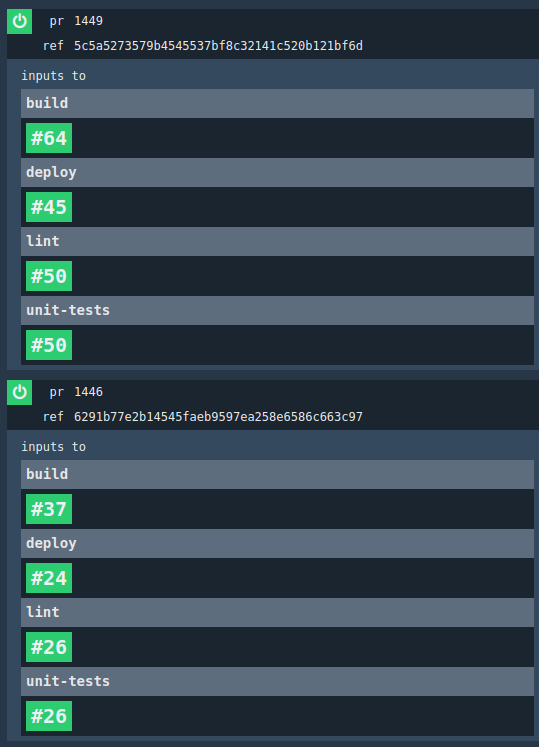 pr 1449
ref 5c5a5273579b4545537bf8c32141c520b121bf6d
inputs to
build
#64
deploy
#45
lint
#50
unit-tests
#50
pr 1446
ref 6291b77e2b14545faeb9597ea258e6586c663c97
inputs to
build
#37
deploy
#24
lint
#26
unit-tests
#26